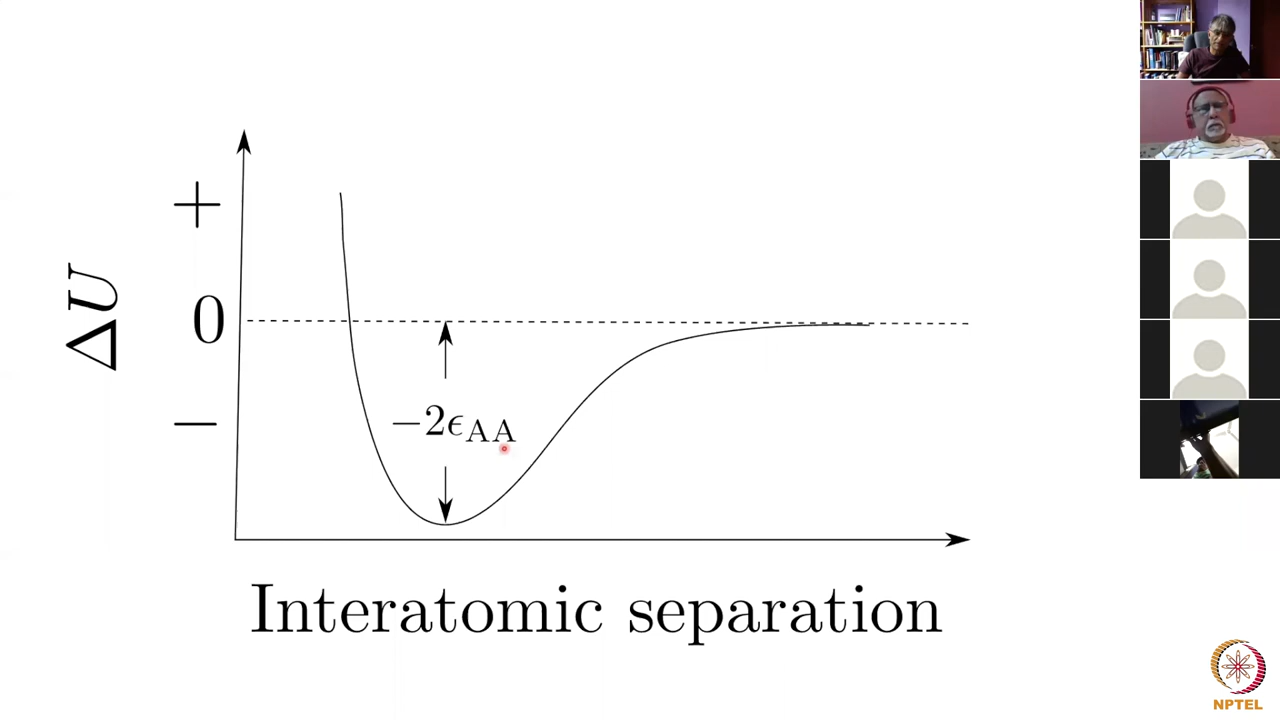 +
ΔU
0
−2ϵAA
−
Interatomic separation
NPTEL